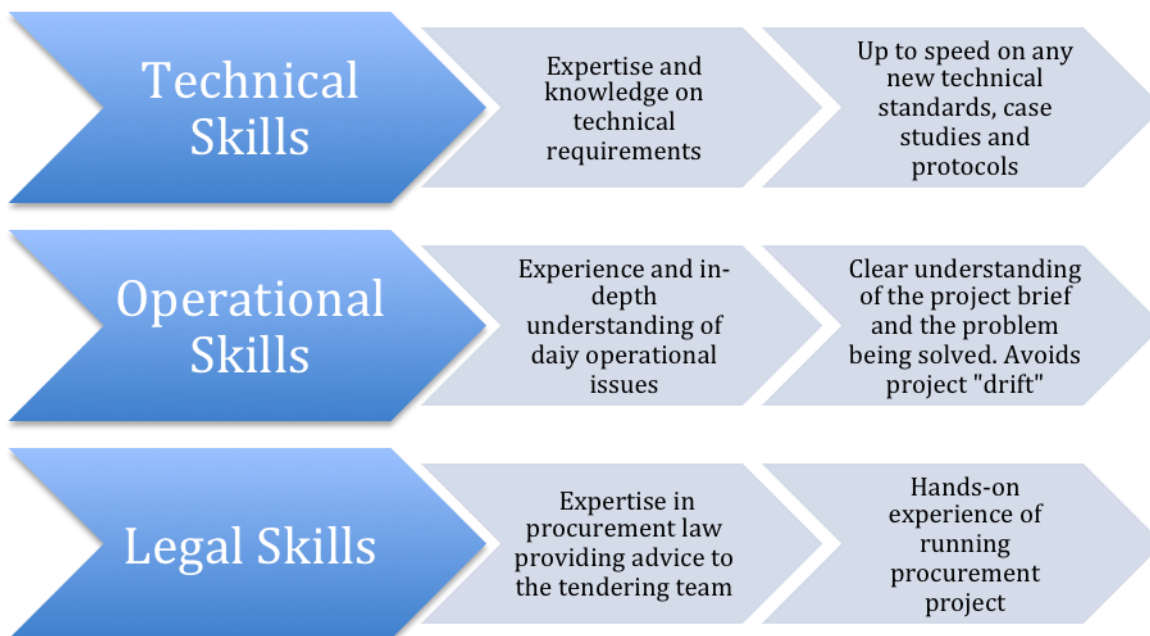 Technical
Skills
Expertise and
knowledge on
technical
requirements
Up to speed on any
new technical
standards, case
studies and
protocols
Operational
Skills
Experience and in-
depth
understanding of
daiy operational
issues
Clear understanding
of the project brief
and the problem
being solved. Avoids
project "drift"
Legal Skills
Expertise in
procurement law
providing advice to
the tendering team
Hands-on
experience of
running
procurement
project